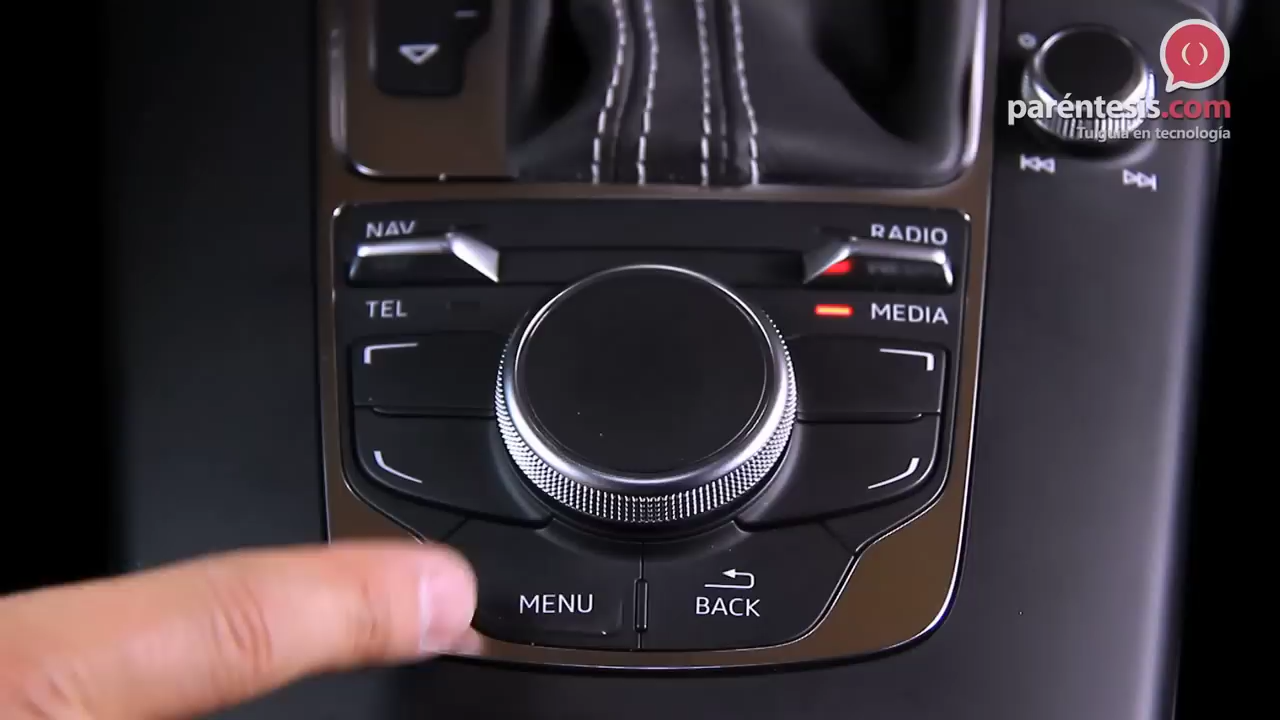 paréntesis.com
Tu guía en tecnología
NAV
RADIO
TEL
MEDIA
MENU
BACK